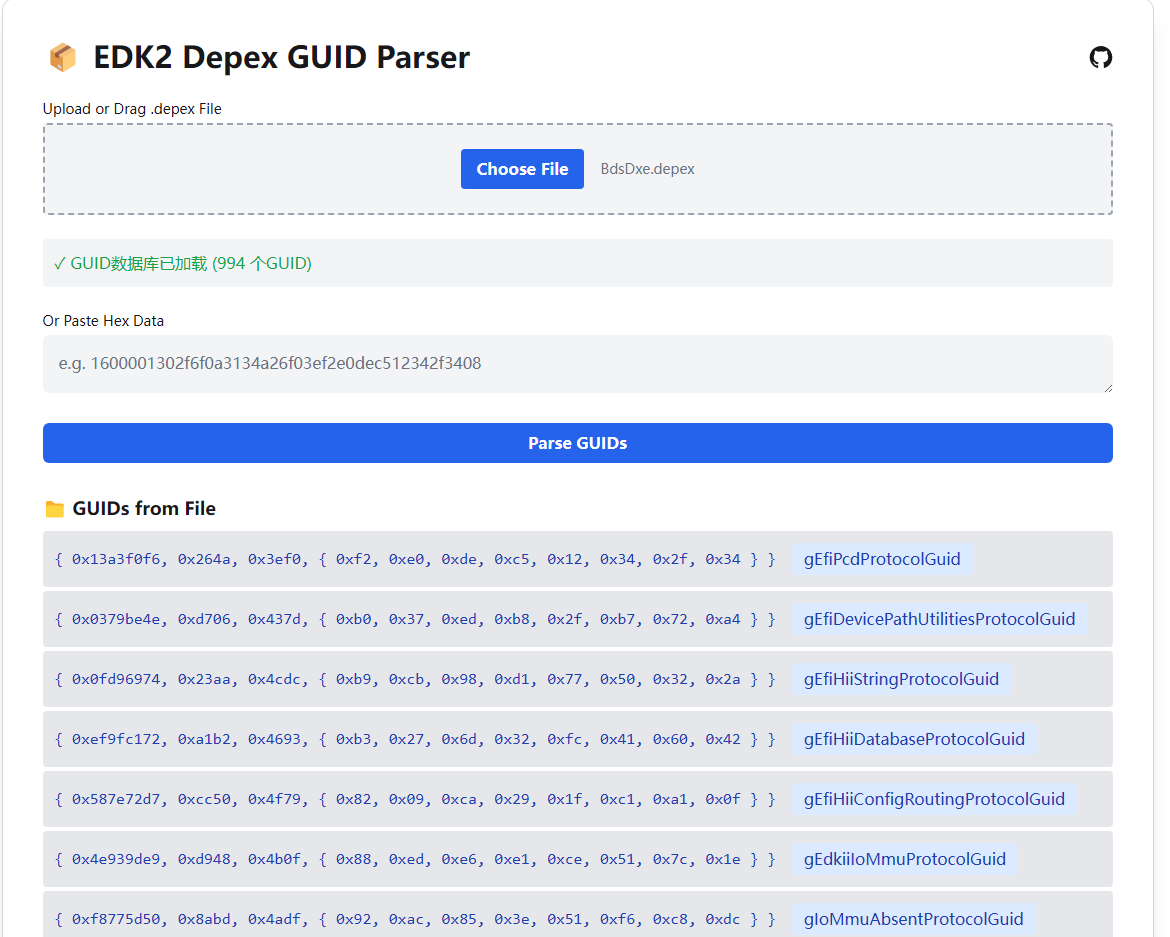 EDK2 Depex GUID Parser
Upload or Drag .depex File
Choose File BdsDxe.depex
✓ GUID数据库已加载 (994 个GUID)
Or Paste Hex Data
e.g. 1600001302f6f0a3134a26f03ef2e0dec512342f3408
Parse GUIDs
GUIDs from File
{ 0x13a3f0f6, 0x264a, 0x3ef0, { 0xf2, 0xe0, 0xde, 0xc5, 0x12, 0x34, 0x2f, 0x34 } } gEfiPcdProtocolGuid
{ 0x0379be4e, 0xd706, 0x437d, { 0xb0, 0x37, 0xed, 0xb8, 0x2f, 0xb7, 0x72, 0xa4 } } gEfiDevicePathUtilitiesProtocolGuid
{ 0x0fd96974, 0x23aa, 0x4cdc, { 0xb9, 0xcb, 0x98, 0xd1, 0x77, 0x50, 0x32, 0x2a } } gEfiHiiStringProtocolGuid
{ 0xef9fc172, 0xa1b2, 0x4693, { 0xb3, 0x27, 0x6d, 0x32, 0xfc, 0x41, 0x60, 0x42 } } gEfiHiiDatabaseProtocolGuid
{ 0x587e72d7, 0xcc50, 0x4f79, { 0x82, 0x09, 0xca, 0x29, 0x1f, 0xc1, 0xa1, 0x0f } } gEfiHiiConfigRoutingProtocolGuid
{ 0x4e939de9, 0xd948, 0x4b0f, { 0x88, 0xed, 0xe6, 0xe1, 0xce, 0x51, 0x7c, 0x1e } } gEdkiiIoMmuProtocolGuid
{ 0xf8775d50, 0x8abd, 0x4adf, { 0x92, 0xac, 0x85, 0x3e, 0x51, 0xf6, 0xc8, 0xdc } } gIoMmuAbsentProtocolGuid